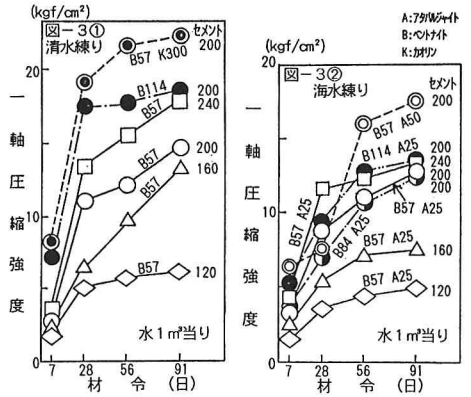 (kgf/cm²)
図-3①
清水練り
セメント
B57 K300
200
20
B114
200
B57
240
B57
200
B57
160
B57
120
10
0
一軸圧縮強度
水1m³当り
7 28 56 91
材 令 (日)
A:アタパルジャイト
B:ベントナイト
K:カオリン
(kgf/cm²)
図-3②
海水練り
セメント
200
B57 A50
20
B114 A25
200
240
200
200
B57 A25
B57 A25
B84 A25
B57 A25
160
B57 A25
120
10
0
一軸圧縮強度
水1m³当り
7 28 56 91
材 令 (日)